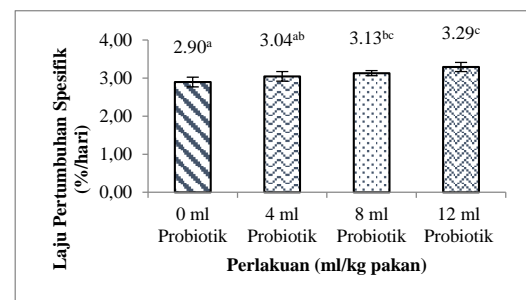 Laju Pertumbuhan Spesifik
(%/hari)
4,00
3,00
2,00
1,00
0,00
2.90ᵃ
3.04ᵃᵇ
3.13ᵇᶜ
3.29ᶜ
0 ml
Probiotik
4 ml
Probiotik
8 ml
Probiotik
12 ml
Probiotik
Perlakuan (ml/kg pakan)